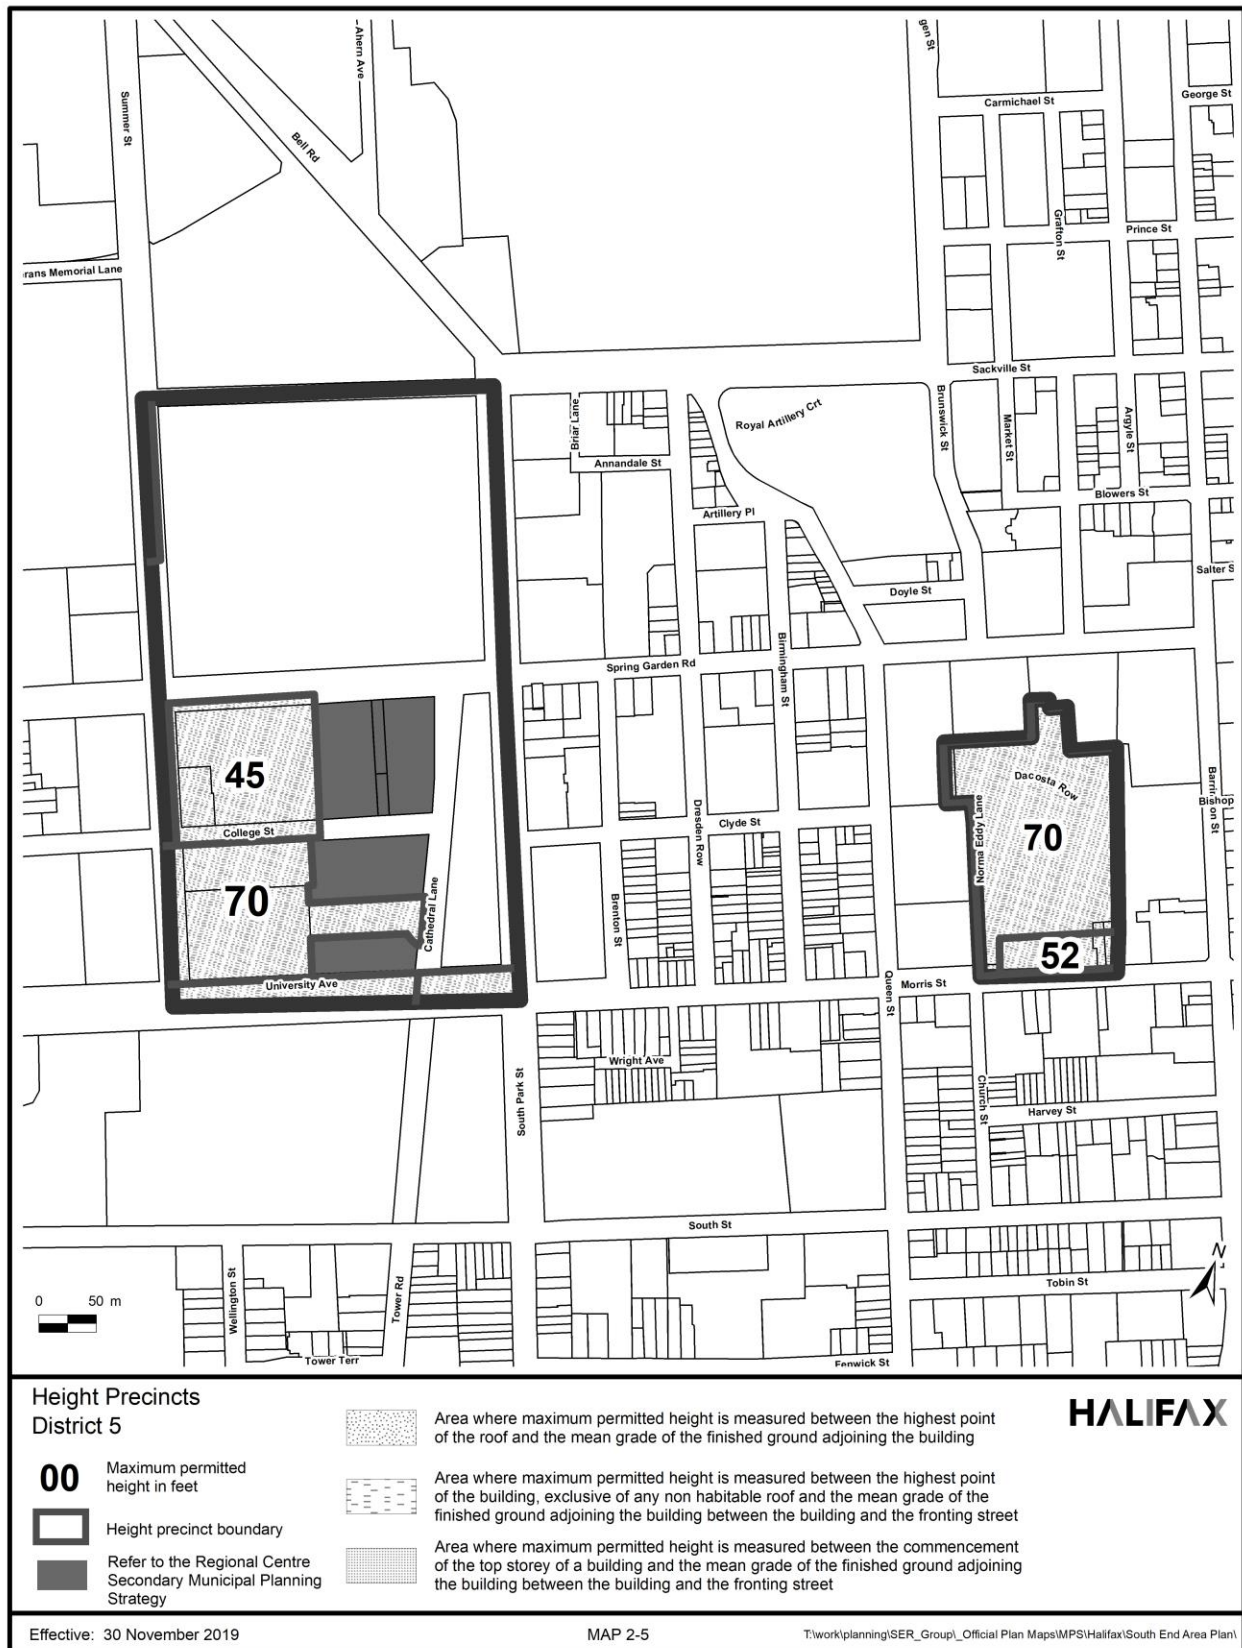 Ahern Ave
gen St
Carmichael St
George St
Summer St
Bell Rd
Grafton St
Prince St
rans Memorial Lane
Sackville St
Briar Lane
Royal Artillery Crt
Brunswick St
Market St
Argyle St
Annandale St
Blowers St
Artillery Pl
Salter S
Doyle St
Birmingham St
Spring Garden Rd
45
Dacosta Row
Clyde St
Dresden Row
College St
Norma Eddy Lane
70
Bishop
70
Cathedral Lane
Brenton St
52
University Ave
Queen St
Morris St
Wright Ave
South Park St
Church St
Harvey St
South St
Wellington St
Tower Rd
Tobin St
N
0 50 m
Tower Terr
Fenwick St
Height Precincts
District 5
00 Maximum permitted
height in feet
Height precinct boundary
Refer to the Regional Centre
Secondary Municipal Planning
Strategy
Area where maximum permitted height is measured between the highest point
of the roof and the mean grade of the finished ground adjoining the building
Area where maximum permitted height is measured between the highest point
of the building, exclusive of any non habitable roof and the mean grade of the
finished ground adjoining the building between the building and the fronting street
Area where maximum permitted height is measured between the commencement
of the top storey of a building and the mean grade of the finished ground adjoining
the building between the building and the fronting street
HALIFAX
Effective: 30 November 2019
MAP 2-5
T:\work\planning\SER_Group\_Official Plan Maps\MPS\Halifax\South End Area Plan\